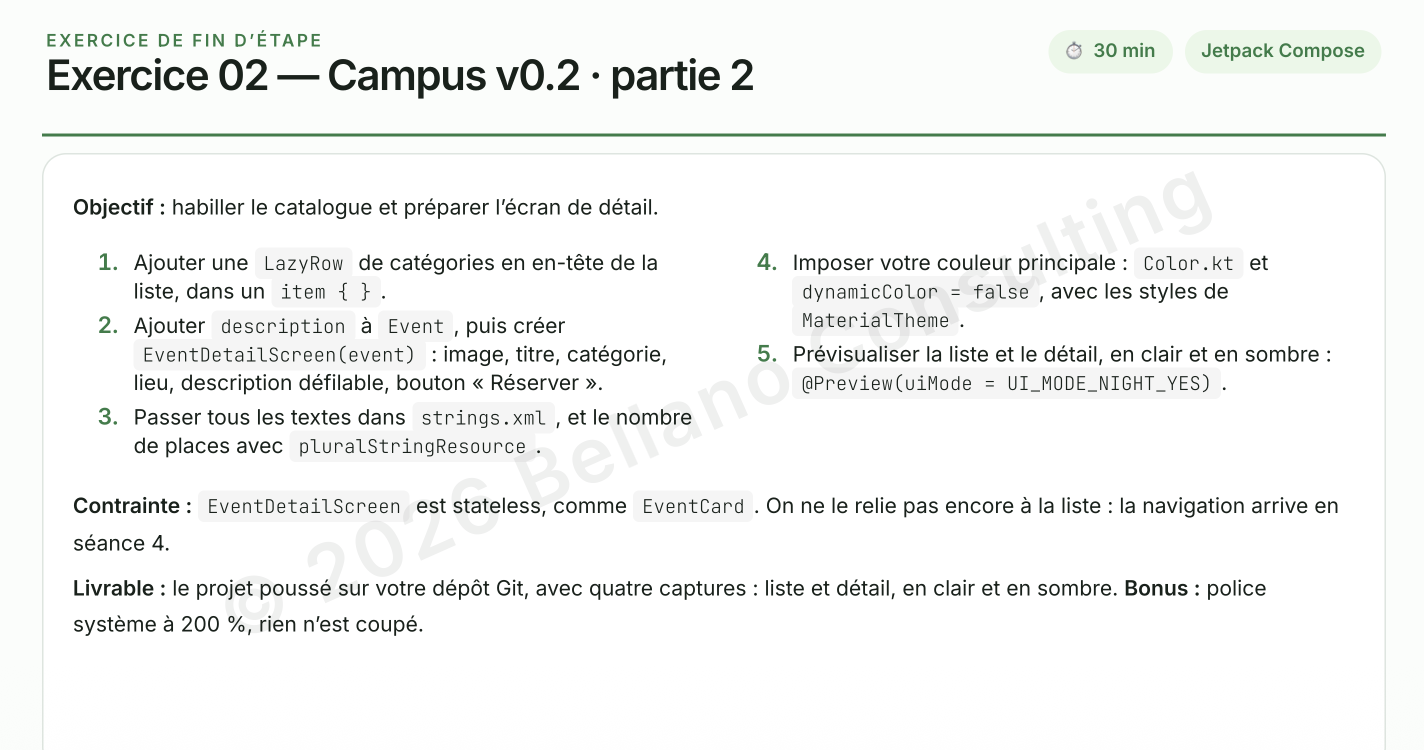 EXERCICE DE FIN D’ÉTAPE
Exercice 02 — Campus v0.2 · partie 2
⏱ 30 min
Jetpack Compose
Objectif : habiller le catalogue et préparer l’écran de détail.
1. Ajouter une LazyRow de catégories en en-tête de la
liste, dans un item { } .
2. Ajouter description à Event , puis créer
EventDetailScreen(event) : image, titre, catégorie,
lieu, description défilable, bouton « Réserver ».
3. Passer tous les textes dans strings.xml , et le nombre
de places avec pluralStringResource .
4. Imposer votre couleur principale : Color.kt et
dynamicColor = false , avec les styles de
MaterialTheme .
5. Prévisualiser la liste et le détail, en clair et en sombre :
@Preview(uiMode = UI_MODE_NIGHT_YES) .
Contrainte : EventDetailScreen est stateless, comme EventCard . On ne le relie pas encore à la liste : la navigation arrive en
séance 4.
Livrable : le projet poussé sur votre dépôt Git, avec quatre captures : liste et détail, en clair et en sombre. Bonus : police
système à 200 %, rien n’est coupé.
© 2026 Bellano Consulting